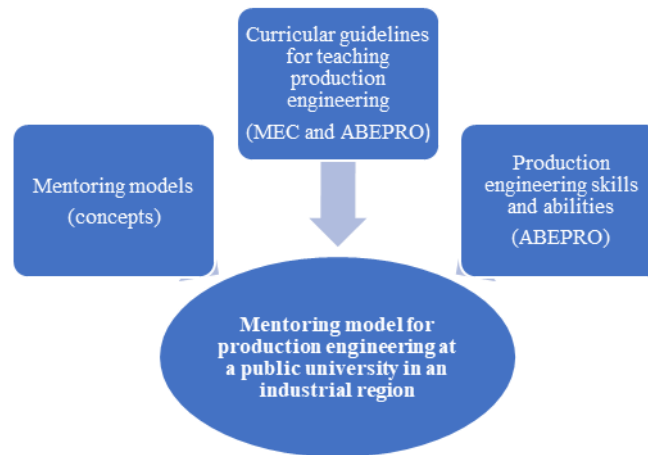 Curricular guidelines
for teaching
production
engineering
(MEC and ABEPRO)
Mentoring models
(concepts)
Production
engineering skills
and abilities
(ABEPRO)
Mentoring model for
production engineering at
a public university in an
industrial region